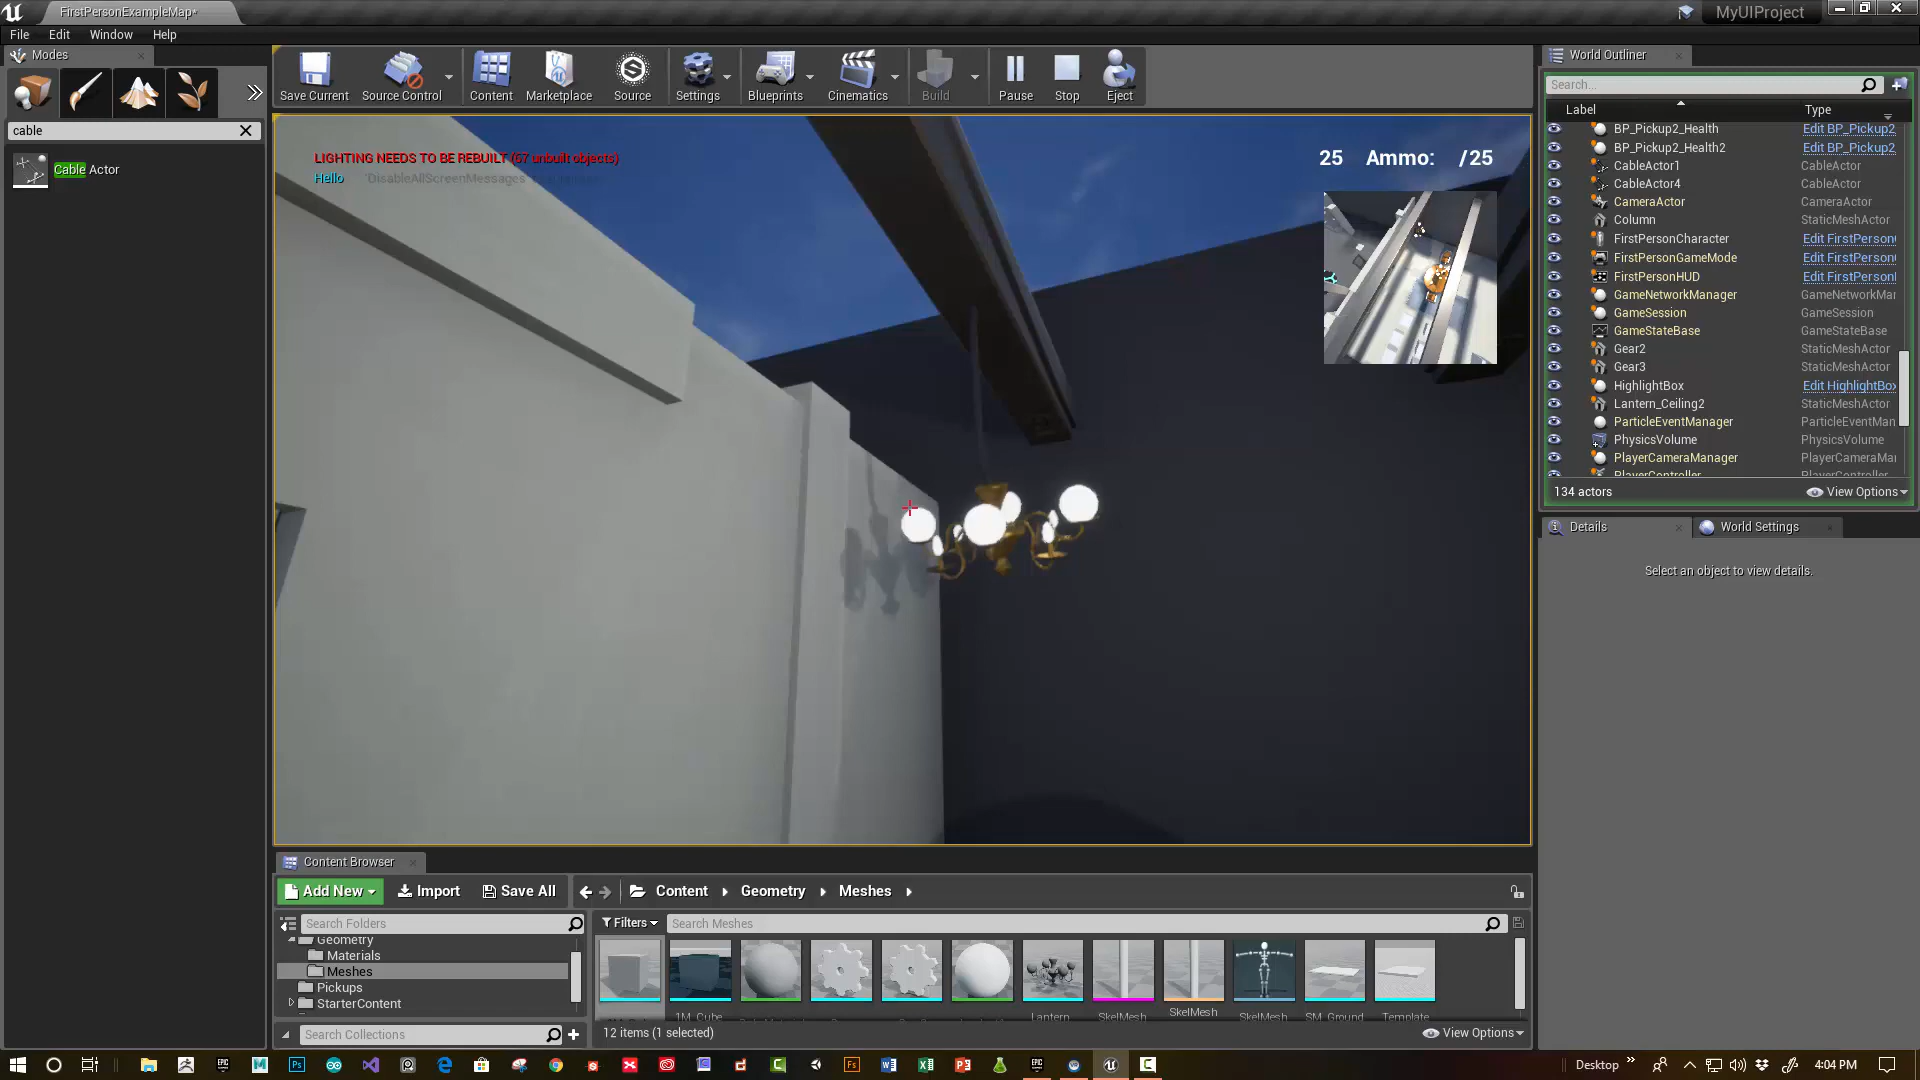 FirstPersonExampleMap*
MyUIProject
File Edit Window Help
Modes
World Outliner
Save Current Source Control Content Marketplace Source Settings Blueprints Cinematics Build Pause Stop Eject
Search...
Label Type
cable
Cable Actor
LIGHTING NEEDS TO BE REBUILT (67 unbuilt objects)
Hello 'DisableAllScreenMessages'
25 Ammo: /25
BP_Pickup2_Health Edit BP_Pickup2_
BP_Pickup2_Health2 Edit BP_Pickup2_
CableActor1 CableActor
CableActor4 CableActor
CameraActor CameraActor
Column StaticMeshActor
FirstPersonCharacter Edit FirstPerson
FirstPersonGameMode Edit FirstPerson
FirstPersonHUD Edit FirstPerson
GameNetworkManager GameNetworkMar
GameSession GameSession
GameStateBase GameStateBase
Gear2 StaticMeshActor
Gear3 StaticMeshActor
HighlightBox Edit HighlightBox
Lantern_Ceiling2 StaticMeshActor
ParticleEventManager ParticleEventMan
PhysicsVolume PhysicsVolume
PlayerCameraManager PlayerCameraMar
PlayerController
134 actors View Options
Details World Settings
Select an object to view details.
Content Browser
Add New Import Save All Content Geometry Meshes
Search Folders Filters Search Meshes
Geometry
Materials
Meshes
Pickups
StarterContent
1M_Cube Lantern SkelMesh SkelMesh SkelMesh SM_Ground Template
Search Collections 12 items (1 selected) View Options
Desktop 4:04 PM